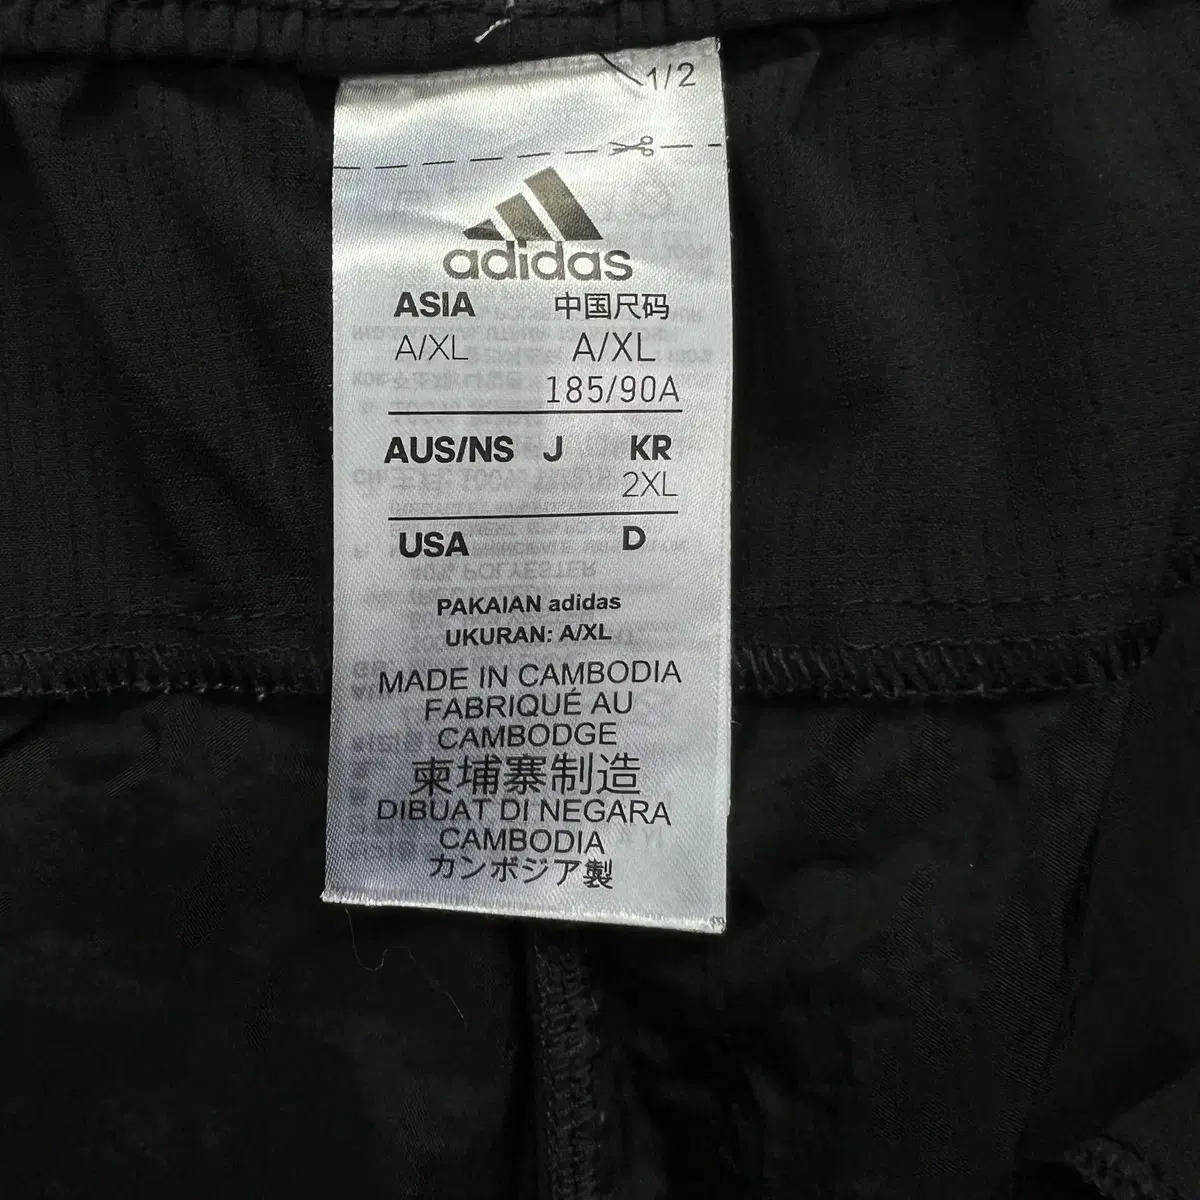 1/2
adidas
ASIA 中国尺码
A/XL A/XL
185/90A
AUS/NS J KR
2XL
USA D
PAKAIAN adidas
UKURAN: A/XL
MADE IN CAMBODIA
FABRIQUÉ AU
CAMBODGE
柬埔寨制造
DIBUAT DI NEGARA
CAMBODIA
カンボジア製